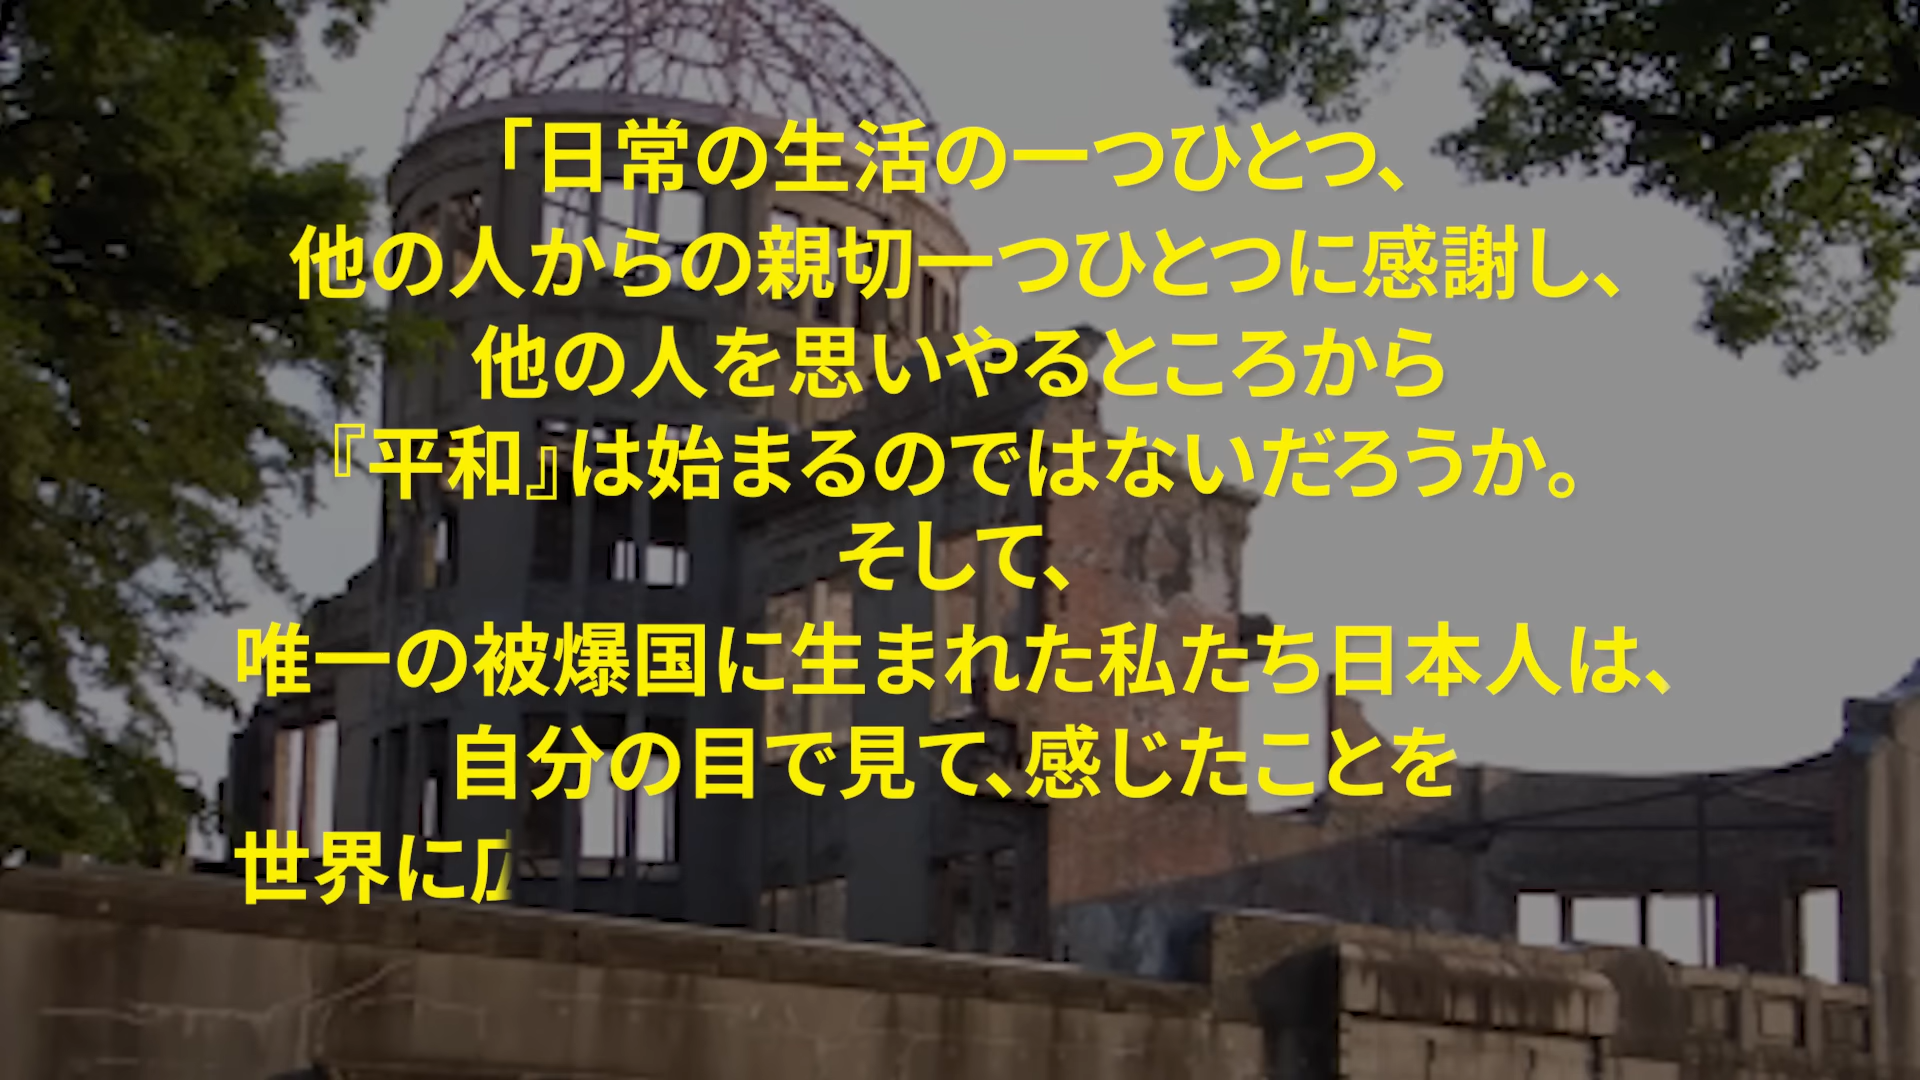 「日常の生活の一つひとつ、
他の人からの親切一つひとつに感謝し、
他の人を思いやるところから
『平和』は始まるのではないだろうか。
そして、
唯一の被爆国に生まれた私たち日本人は、
自分の目で見て、感じたことを
世界に